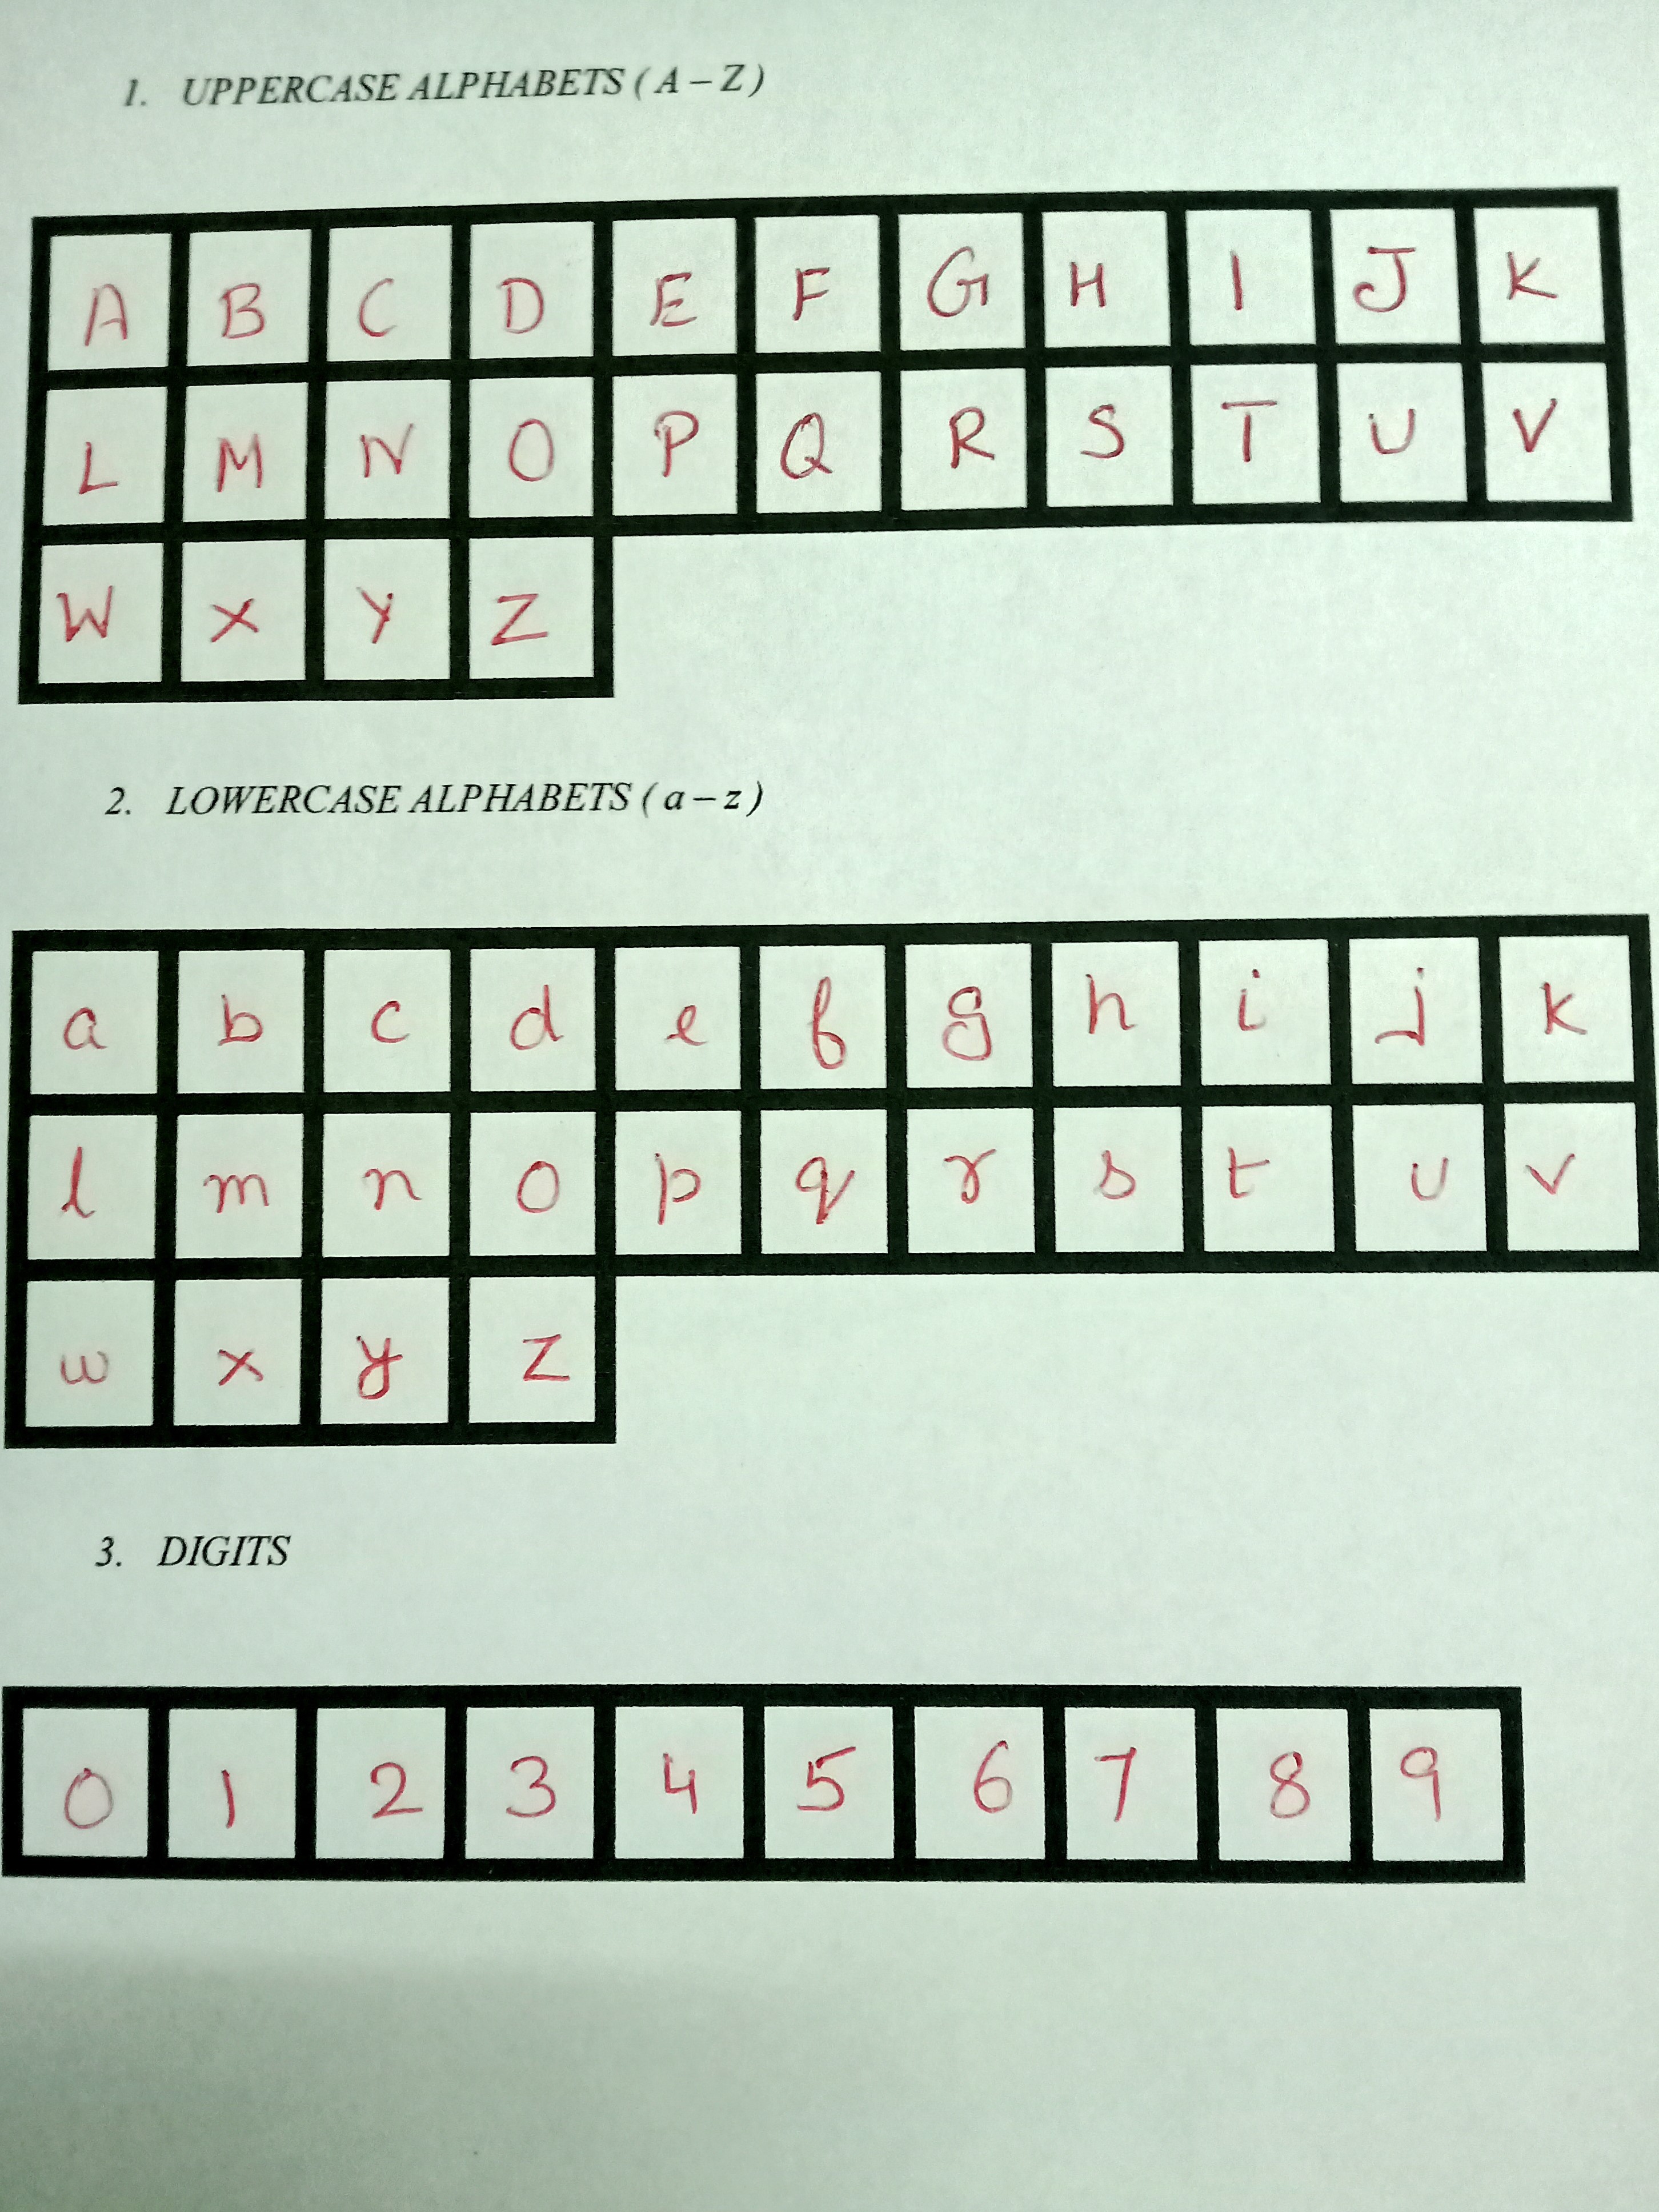 1. UPPERCASE ALPHABETS ( A – Z )
A B C D E F G H I J K
L M N O P Q R S T U V
W X Y Z
2. LOWERCASE ALPHABETS ( a – z )
a b c d e f g h i j k
l m n o p q r s t u v
w x y z
3. DIGITS
0 1 2 3 4 5 6 7 8 9